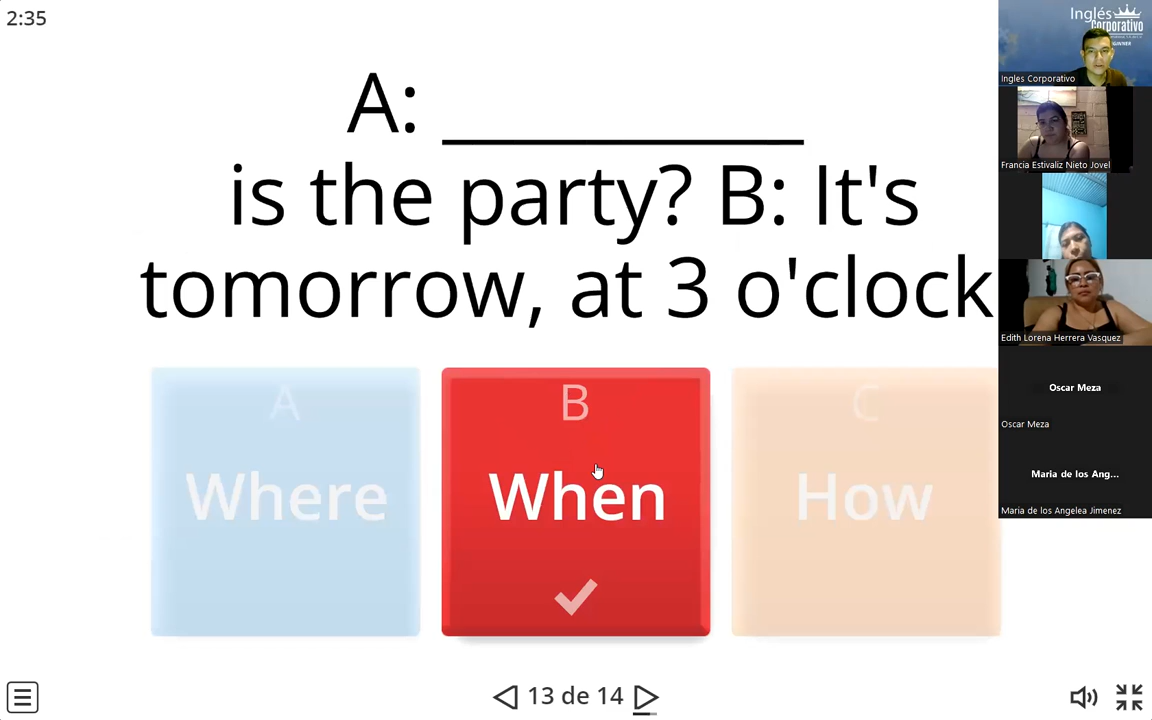 2:35
A: __________
is the party? B: It's
tomorrow, at 3 o'clock
A
Where
B
When
C
How
13 de 14
Inglés
Corporativo
Ingles Corporativo
Francia Estivaliz Nieto Jovel
Edith Lorena Herrera Vasquez
Oscar Meza
Oscar Meza
Maria de los Ang...
Maria de los Angelea Jimenez